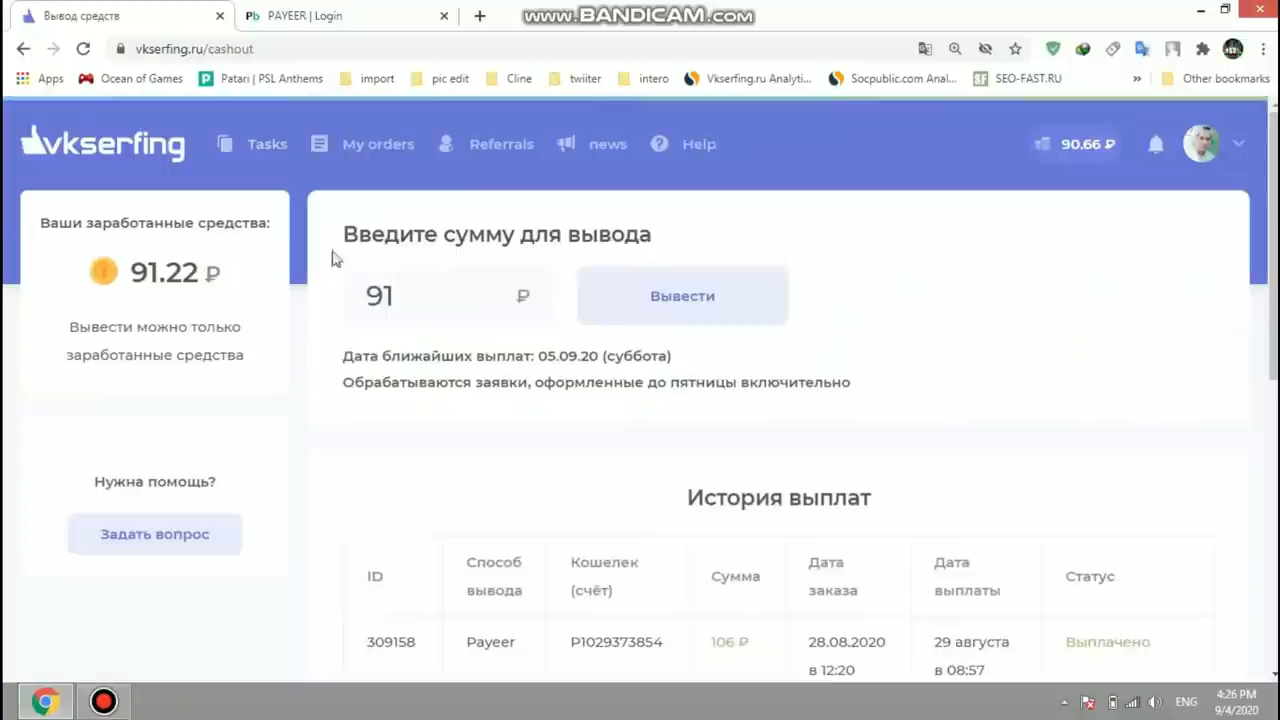 Вывод средств
Pb PAYEER | Login
www.BANDICAM.com
vkserfing.ru/cashout
Apps
Ocean of Games
Patari | PSL Anthems
import
pic edit
Cline
twiiter
intero
Vkserfing.ru Analyti...
Socpublic.com Anal...
SF SEO-FAST.RU
»
Other bookmarks
vkserfing
Tasks
My orders
Referrals
news
Help
90.66 ₽
Ваши заработанные средства:
91.22 ₽
Вывести можно только
заработанные средства
Нужна помощь?
Задать вопрос
Введите сумму для вывода
91 ₽
Вывести
Дата ближайших выплат: 05.09.20 (суббота)
Обрабатываются заявки, оформленные до пятницы включительно
История выплат
ID
Способ
вывода
Кошелек
(счёт)
Сумма
Дата
заказа
Дата
выплаты
Статус
309158
Payeer
P1029373854
106 ₽
28.08.2020
в 12:20
29 августа
в 08:57
Выплачено
ENG
4:26 PM
9/4/2020